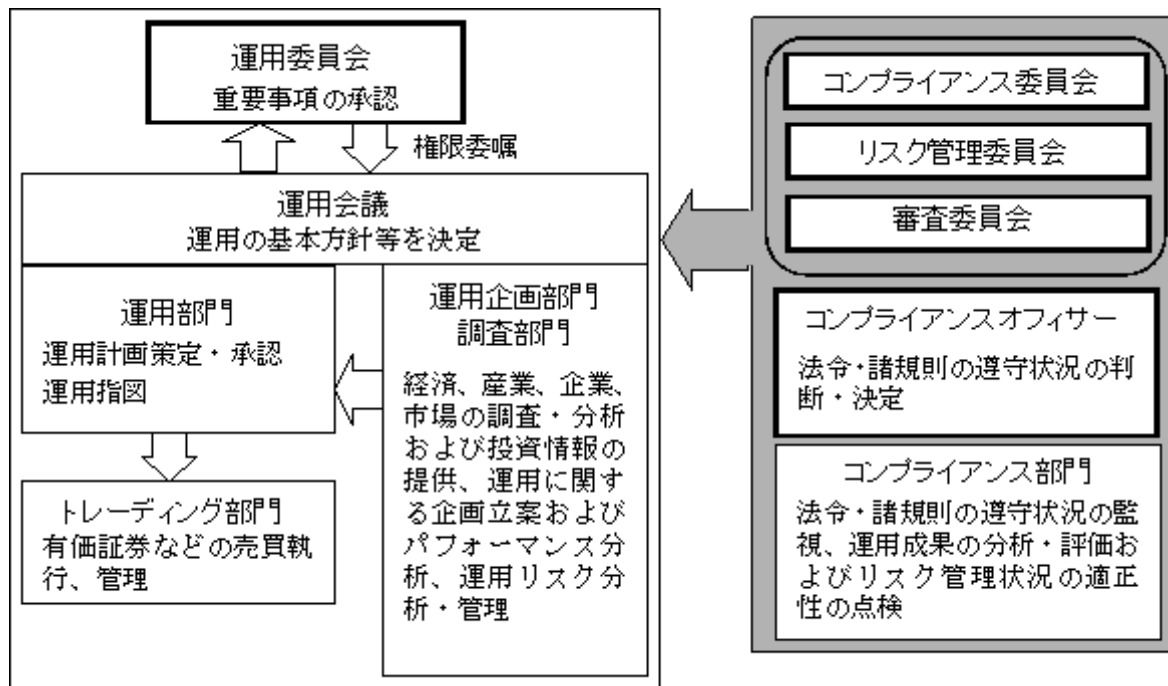 運用委員会
重要事項の承認
権限委嘱
運用会議
運用の基本方針等を決定
運用部門
運用計画策定・承認
運用指図
運用企画部門
調査部門
経済、産業、企業、
市場の調査・分析
および投資情報の
提供、運用に関す
る企画立案および
パフォーマンス分
析、運用リスク分
析・管理
トレーディング部門
有価証券などの売買執
行、管理
コンプライアンス委員会
リスク管理委員会
審査委員会
コンプライアンスオフィサー
法令・諸規則の遵守状況の判
断・決定
コンプライアンス部門
法令・諸規則の遵守状況の監
視、運用成果の分析・評価お
よびリスク管理状況の適正
性の点検